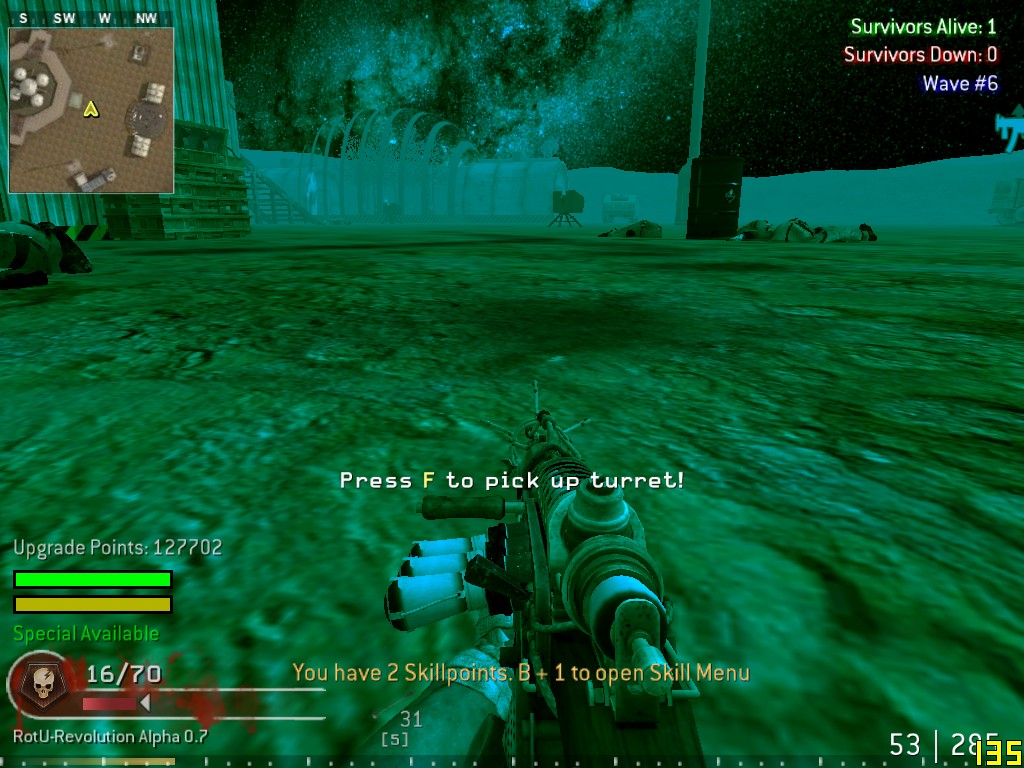 S SW W NW
Survivors Alive: 1
Survivors Down: 0
Wave #6
Press F to pick up turret!
Upgrade Points: 127702
Special Available
16/70
You have 2 Skillpoints. B + 1 to open Skill Menu
31
[5]
RotU-Revolution Alpha 0.7
53 | 285
135